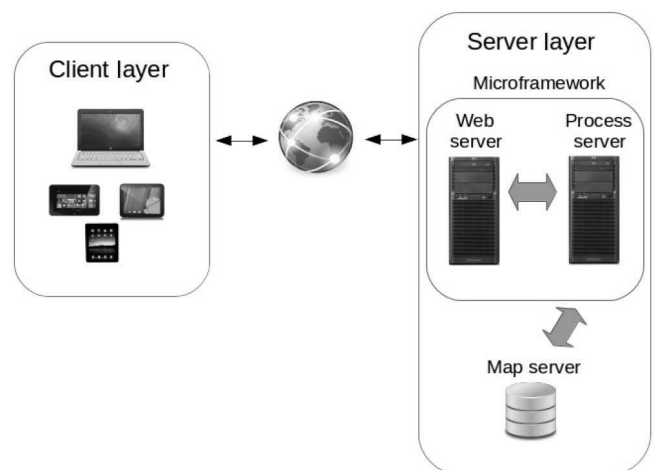 Client layer
Server layer
Microframework
Web
server
Process
server
Map server